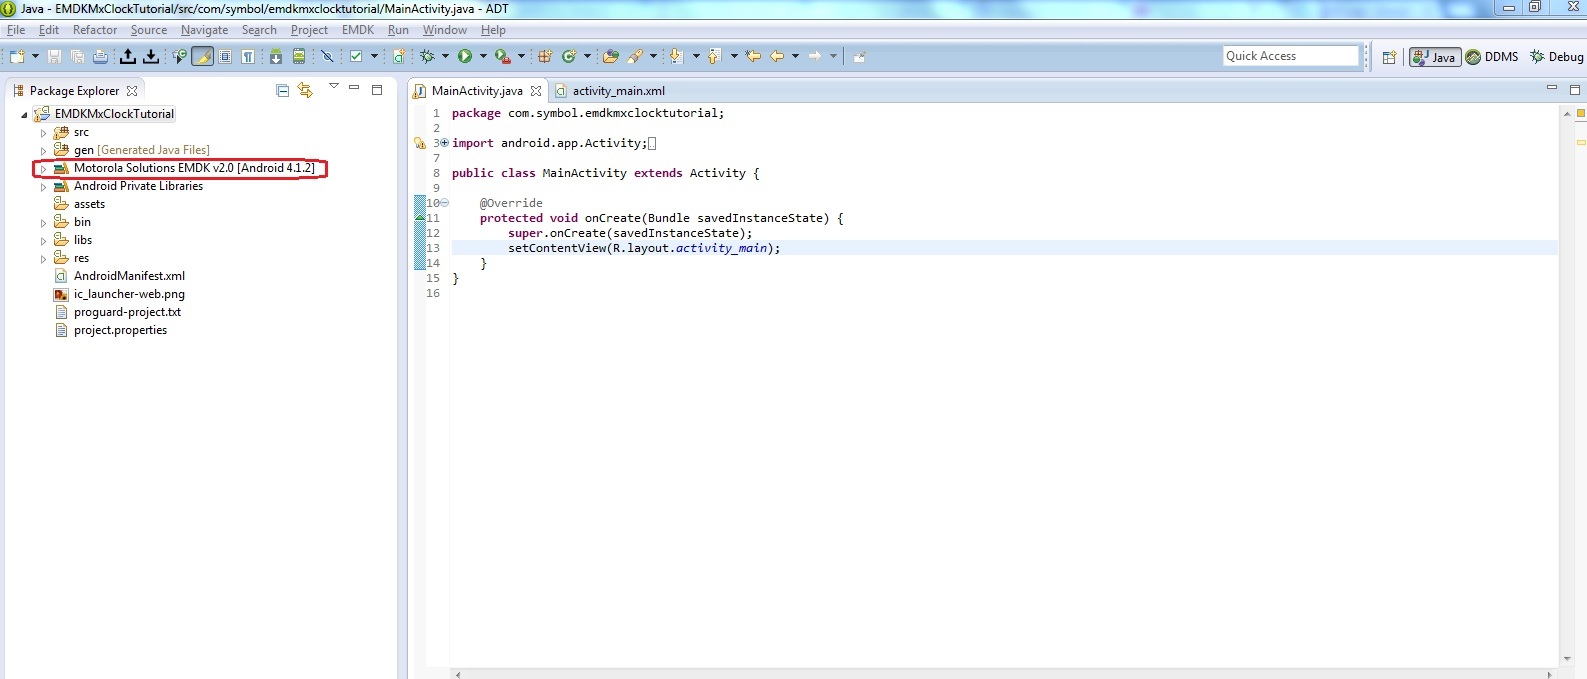 Java - EMDKMxClockTutorial/src/com/symbol/emdkmxclocktutorial/MainActivity.java - ADT
File Edit Refactor Source Navigate Search Project EMDK Run Window Help
Quick Access
Java
DDMS
Debug
Package Explorer
EMDKMxClockTutorial
src
gen [Generated Java Files]
Motorola Solutions EMDK v2.0 [Android 4.1.2]
Android Private Libraries
assets
bin
libs
res
AndroidManifest.xml
ic_launcher-web.png
proguard-project.txt
project.properties
MainActivity.java
activity_main.xml
1 package com.symbol.emdkmxclocktutorial;
2
3 import android.app.Activity;
7
8 public class MainActivity extends Activity {
9
10 @Override
11 protected void onCreate(Bundle savedInstanceState) {
12 super.onCreate(savedInstanceState);
13 setContentView(R.layout.activity_main);
14 }
15 }
16